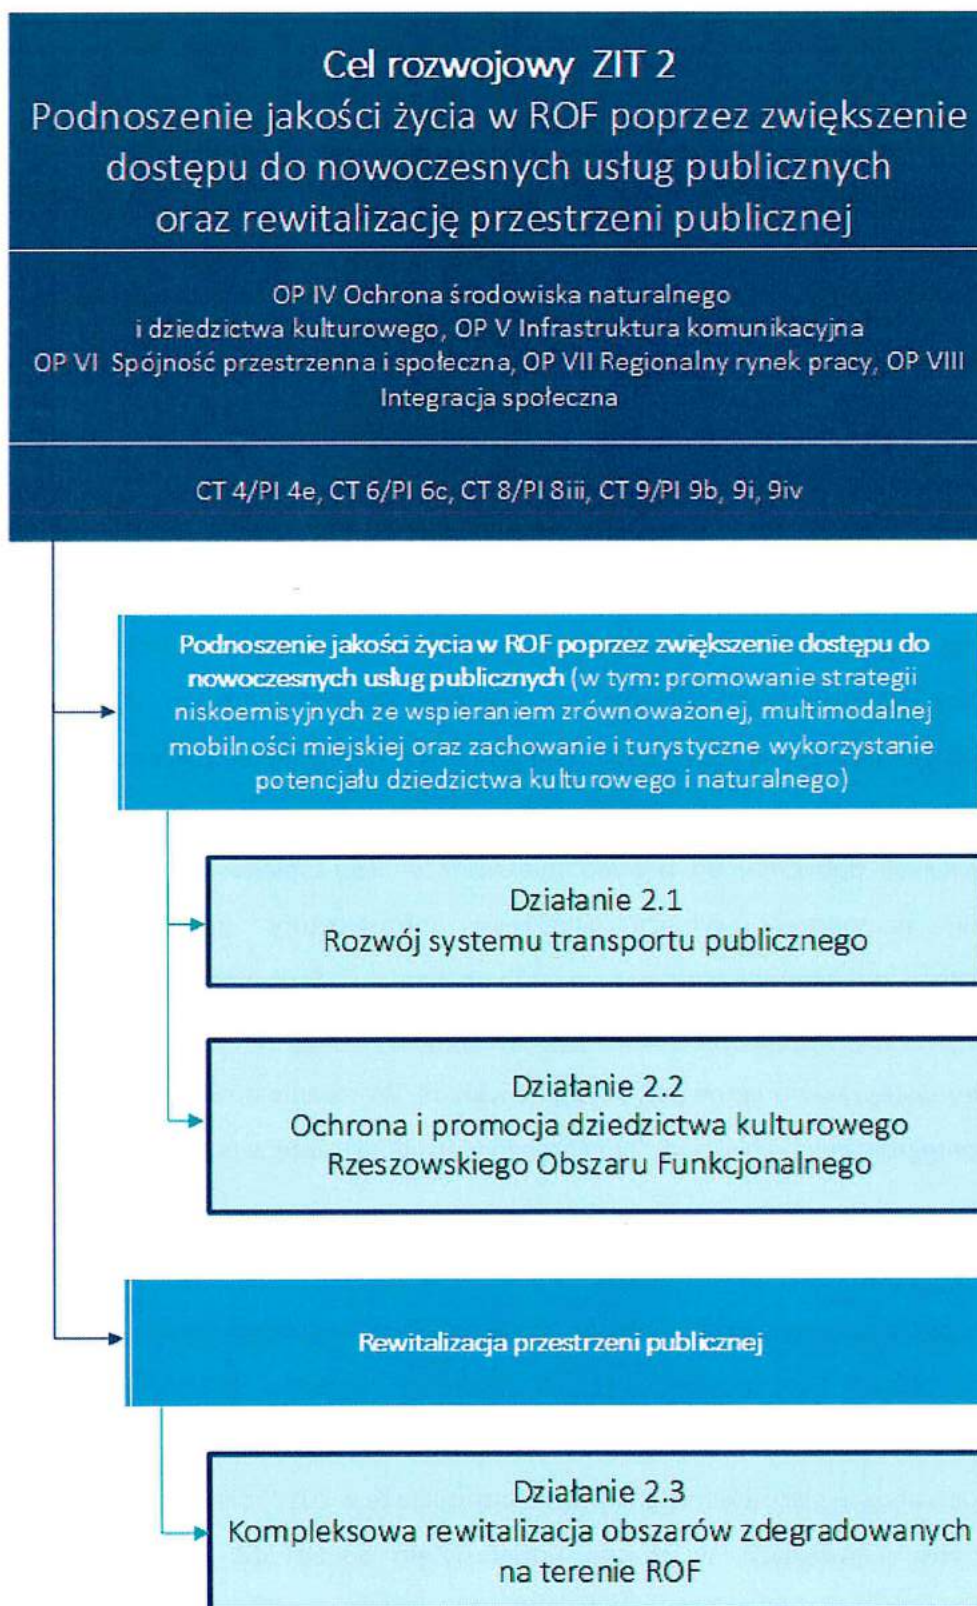 Cel rozwojowy ZIT 2
Podnoszenie jakości życia w ROF poprzez zwiększenie
dostępu do nowoczesnych usług publicznych
oraz rewitalizację przestrzeni publicznej
OP IV Ochrona środowiska naturalnego
i dziedzictwa kulturowego, OP V Infrastruktura komunikacyjna
OP VI Spójność przestrzenna i społeczna, OP VII Regionalny rynek pracy, OP VIII
Integracja społeczna
CT 4/PI 4e, CT 6/PI 6c, CT 8/PI 8iii, CT 9/PI 9b, 9i, 9iv
Podnoszenie jakości życia w ROF poprzez zwiększenie dostępu do
nowoczesnych usług publicznych (w tym: promowanie strategii
niskoemisyjnych ze wspieraniem zrównoważonej, multimodalnej
mobilności miejskiej oraz zachowanie i turystyczne wykorzystanie
potencjału dziedzictwa kulturowego i naturalnego)
Działanie 2.1
Rozwój systemu transportu publicznego
Działanie 2.2
Ochrona i promocja dziedzictwa kulturowego
Rzeszowskiego Obszaru Funkcjonalnego
Rewitalizacja przestrzeni publicznej
Działanie 2.3
Kompleksowa rewitalizacja obszarów zdegradowanych
na terenie ROF